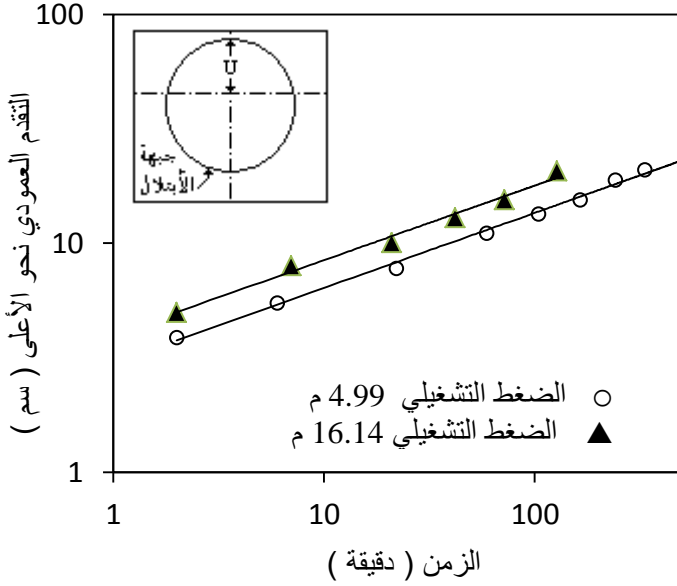 100
U
جبهة
الأبتلال
10
التقدم العمودي نحو الأعلى ( سم )
الضغط التشغيلي 4.99 م
الضغط التشغيلي 16.14 م
1
1
10
100
الزمن ( دقيقة )